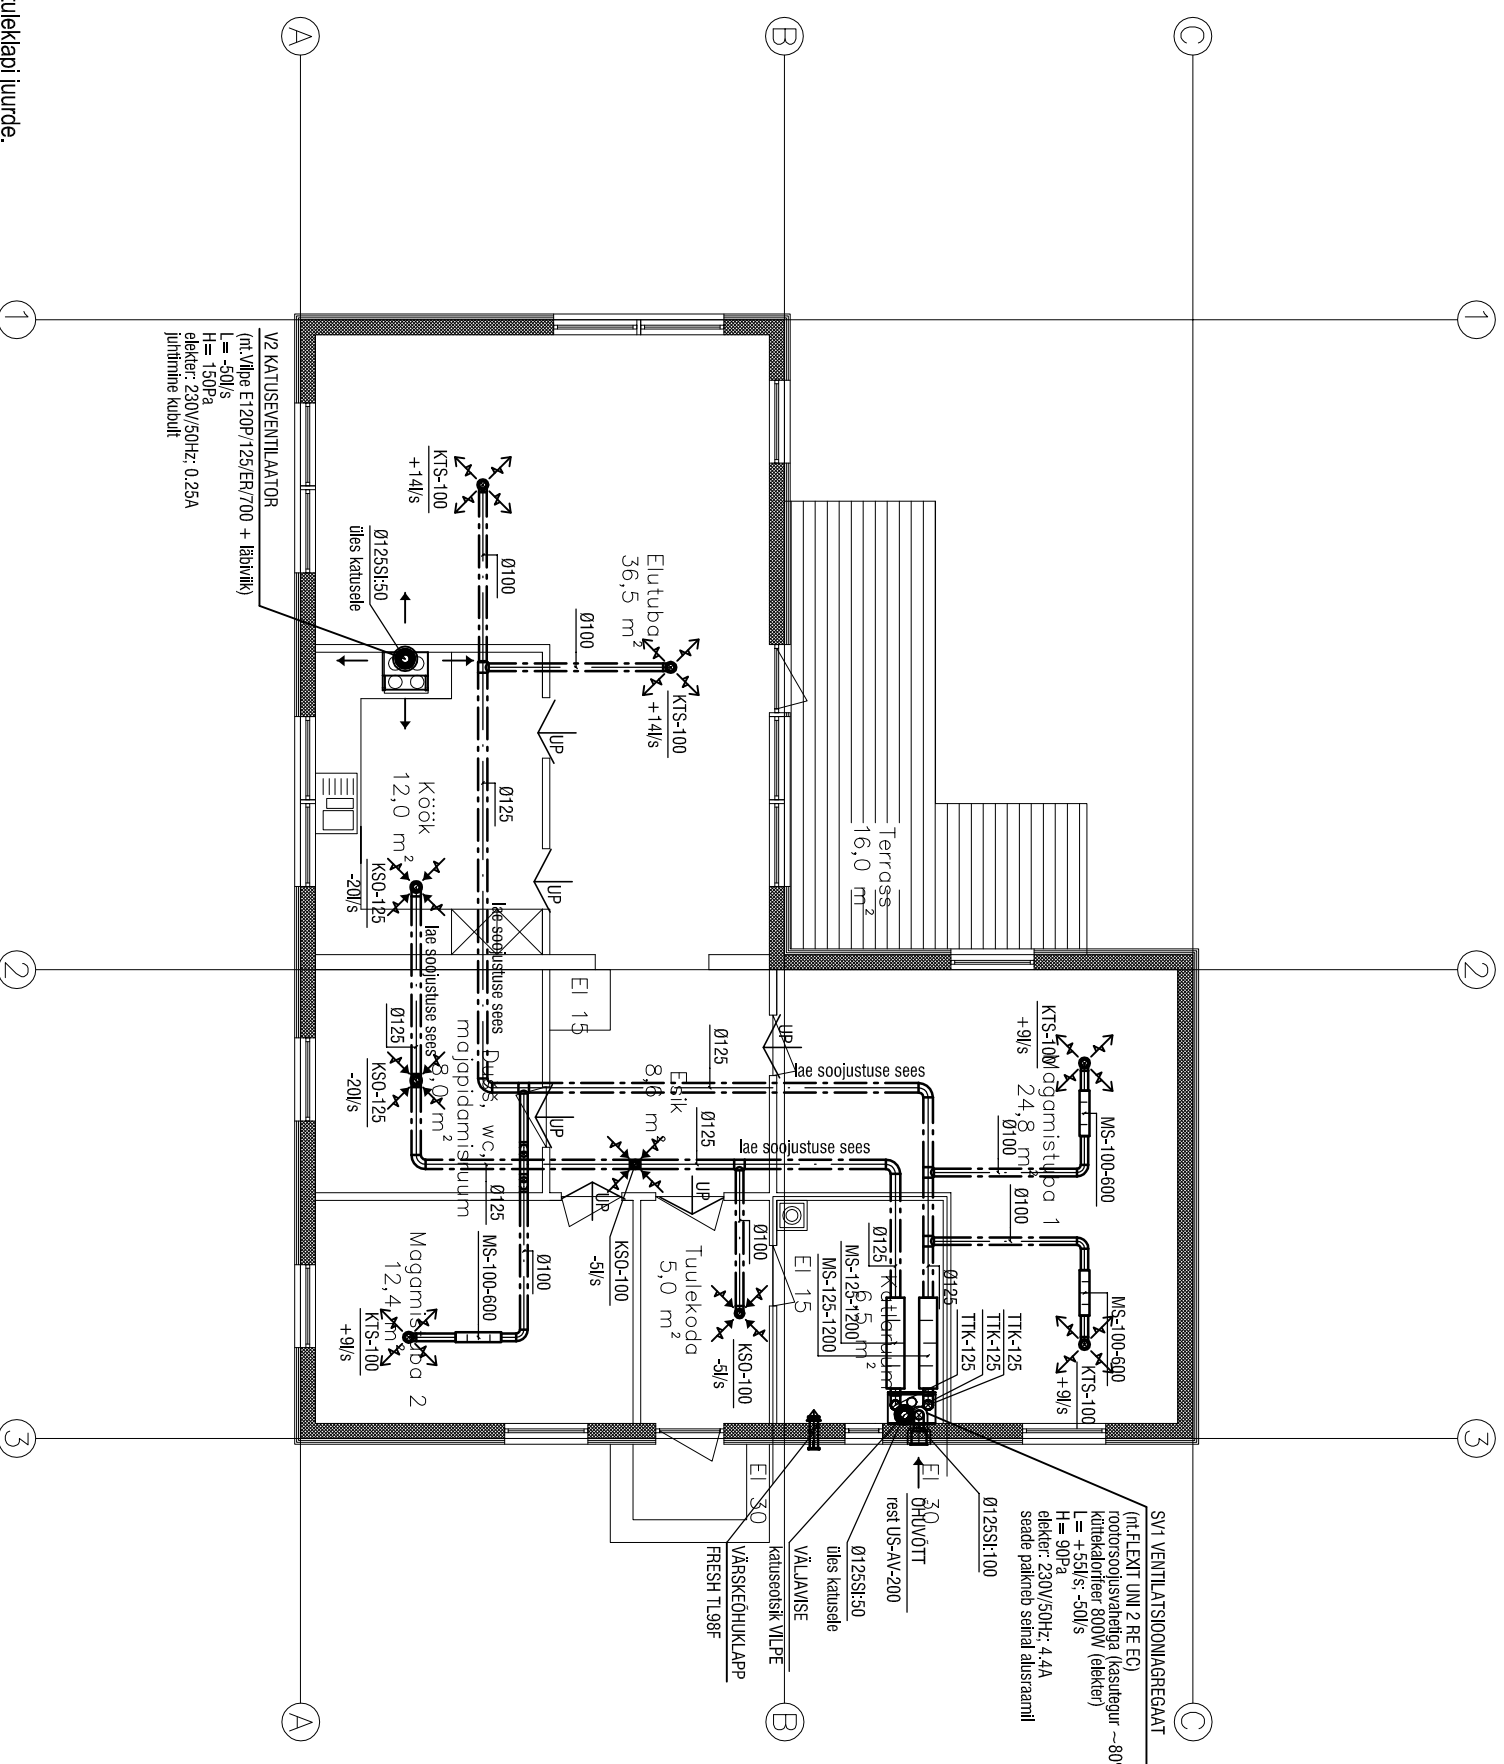 uleklapi juurde.
A
B
C
1
1
2
2
3
3
A
B
C
V2 KATUSEVENTILAATOR
(nt.Vilpe E120P/125/ER/700 + läbiviik)
L= -50l/s
H= 150Pa
elekter: 230V/50Hz; 0.25A
juhtimine kubult
KTS-100
+14l/s
Ø125SI:50
üles katusele
Ø100
Ø100
Elutuba
36,5 m²
KTS-100
+14l/s
UP
UP
Ø125
Köök
12,0 m²
KSO-125
-20l/s
Terrass
16,0 m²
lae soojustuse sees
lae soojustuse sees
EI 15
Ø125
KSO-125
-20l/s
Dušš, wc,
majapidamisruum
8,0 m²
Esik
8,6 m²
Ø125
UP
lae soojustuse sees
Ø125
lae soojustuse sees
UP
UP
UP
Ø125
KTS-100
+9l/s
Magamistuba 1
24,8 m²
MS-100-600
Ø100
Ø100
MS-100-600
KTS-100
+9l/s
Magamistuba 2
12,4 m²
KTS-100
+9l/s
MS-100-600
Ø100
KSO-100
-5l/s
Tuulekoda
5,0 m²
Ø100
KSO-100
-5l/s
EI 15
Katlaruum
6,5 m²
Ø125
MS-125-1200
MS-125-1200
Ø125
TTK-125
TTK-125
TTK-125
EI 30
EI 30
SV1 VENTILATSIOONIAGREGAAT
(nt.FLEXIT UNI 2 RE EC)
rootorsoojusvahetiga (kasutegur ~80
küttekalorifeer 800W (elekter)
L= +55l/s; -50l/s
H= 90Pa
elekter: 230V/50Hz; 4.4A
seade paikneb seinal alusraamil
Ø125SI:100
ÕHUVÕTT
rest US-AV-200
Ø125SI:50
üles katusele
VÄLJAVISE
katuseotsik VILPE
VÄRSKEÕHUKLAPP
FRESH TL98F